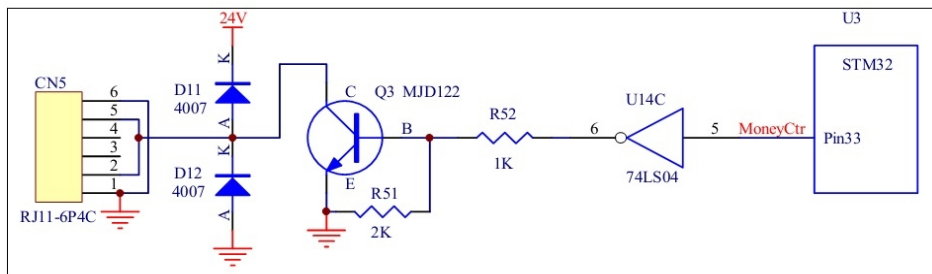 24V
U3
CN5
6
5
4
3
2
1
RJ11-6P4C
K
D11
4007
A
K
D12
4007
A
C
Q3 MJD122
B
E
R51
2K
R52
1K
6
U14C
5
74LS04
MoneyCtr
STM32
Pin33